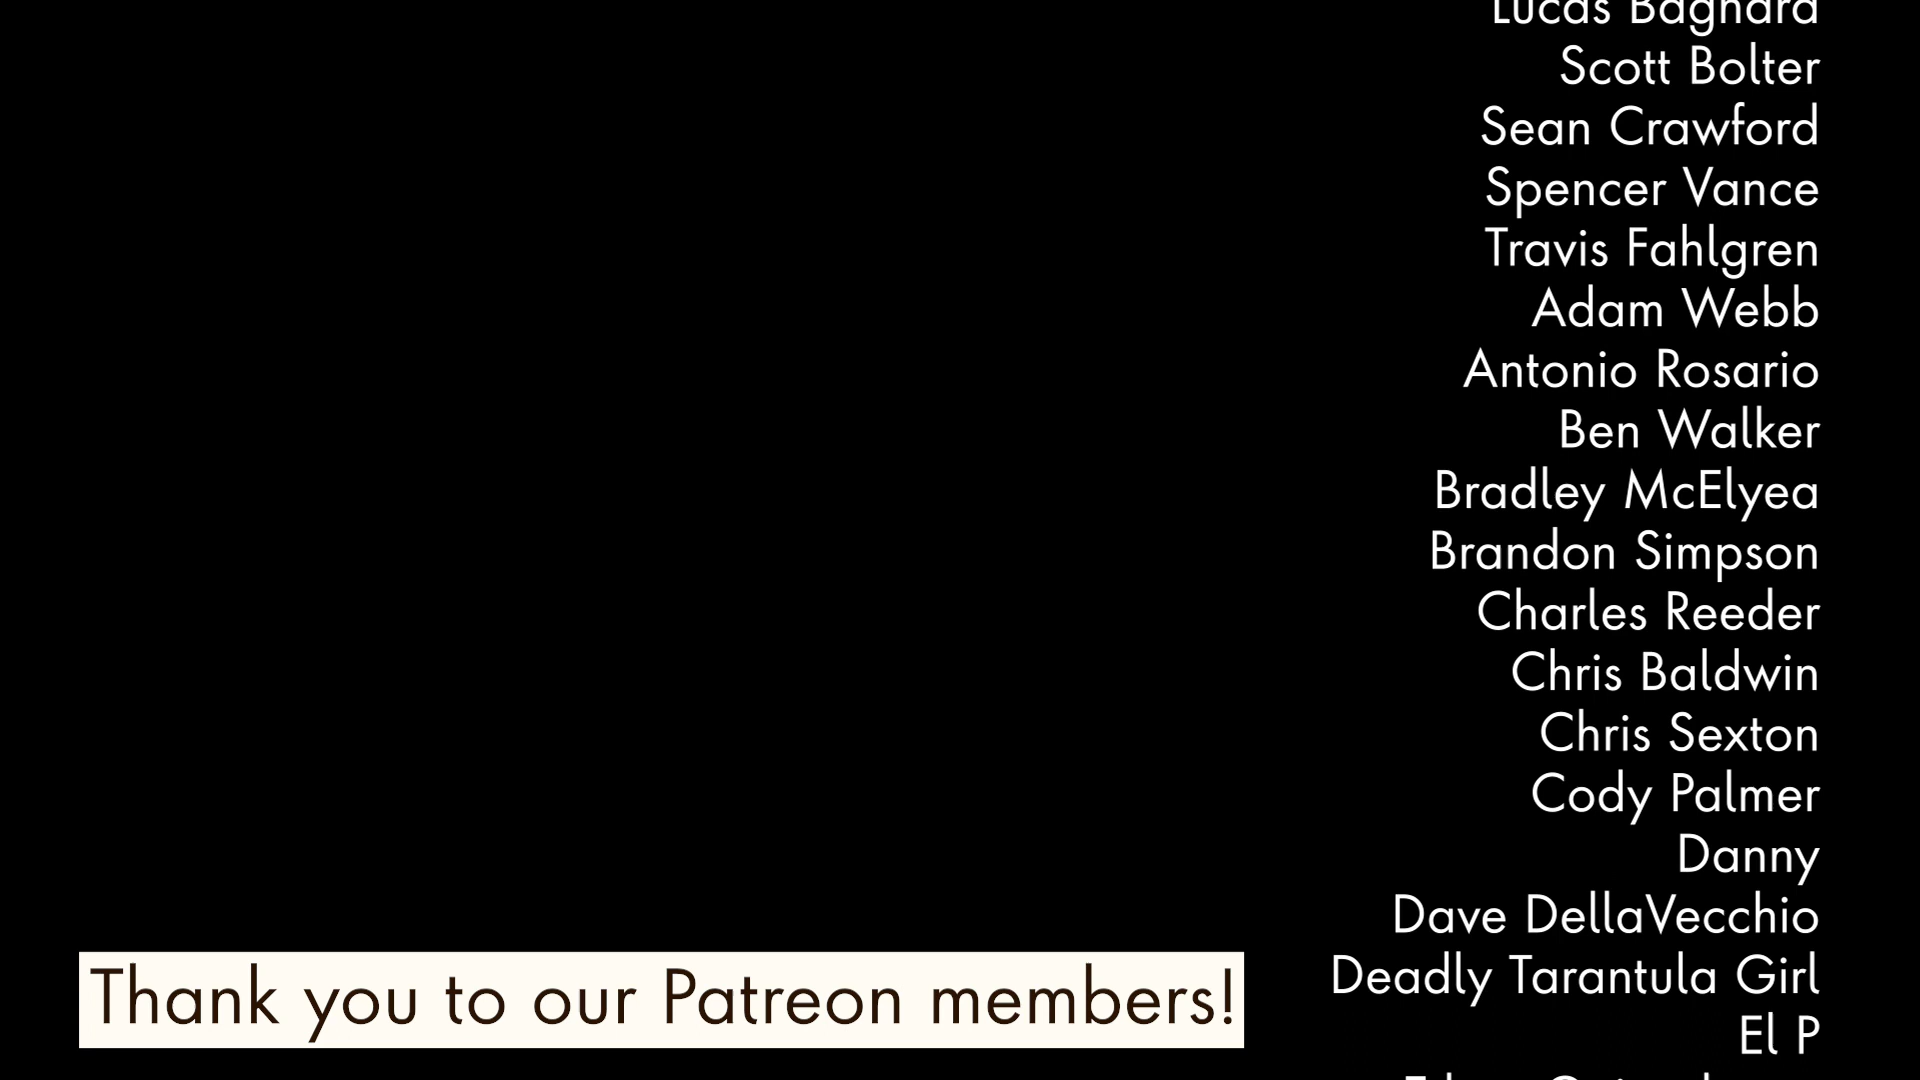 Lucas Bagnard
Scott Bolter
Sean Crawford
Spencer Vance
Travis Fahlgren
Adam Webb
Antonio Rosario
Ben Walker
Bradley McElyea
Brandon Simpson
Charles Reeder
Chris Baldwin
Chris Sexton
Cody Palmer
Danny
Dave DellaVecchio
Deadly Tarantula Girl
El P
Thank you to our Patreon members!